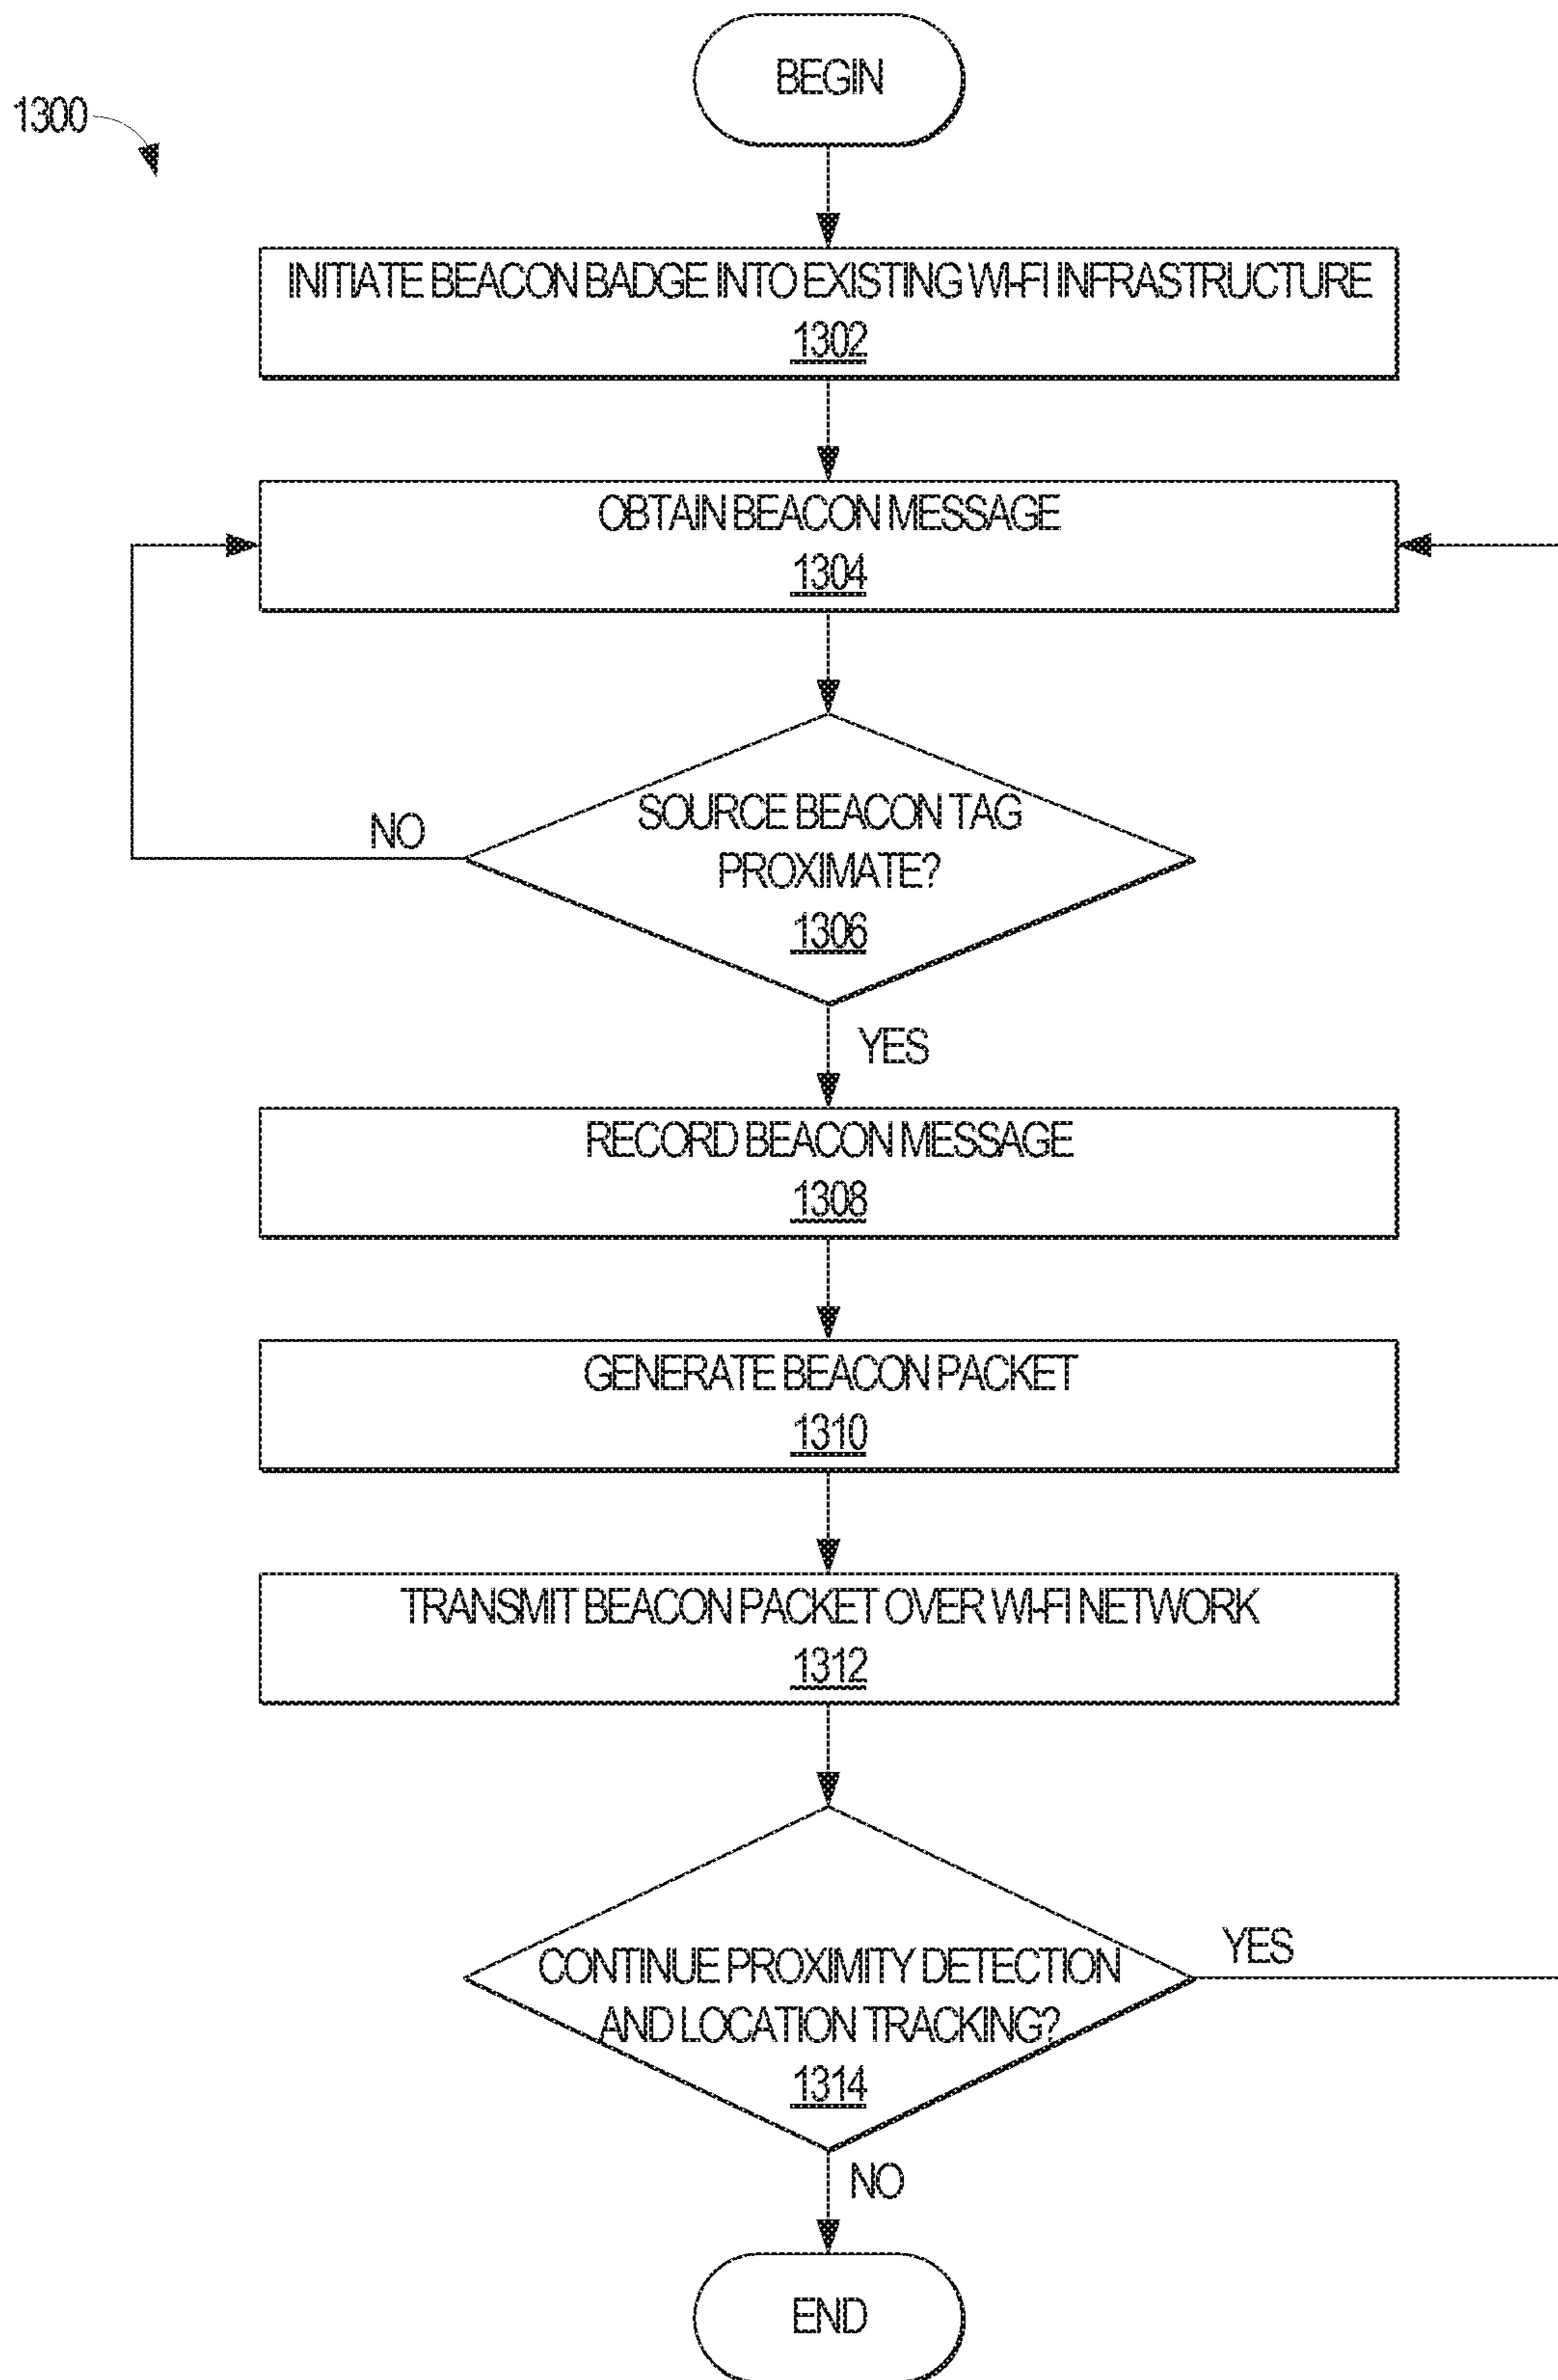 BEGIN
1300
INITIATE BEACON BADGE INTO EXISTING WI-FI INFRASTRUCTURE
1302
OBTAIN BEACON MESSAGE
1304
SOURCE BEACON TAG
PROXIMATE?
1306
NO
YES
RECORD BEACON MESSAGE
1308
GENERATE BEACON PACKET
1310
TRANSMIT BEACON PACKET OVER WI-FI NETWORK
1312
CONTINUE PROXIMITY DETECTION
AND LOCATION TRACKING?
1314
YES
NO
END